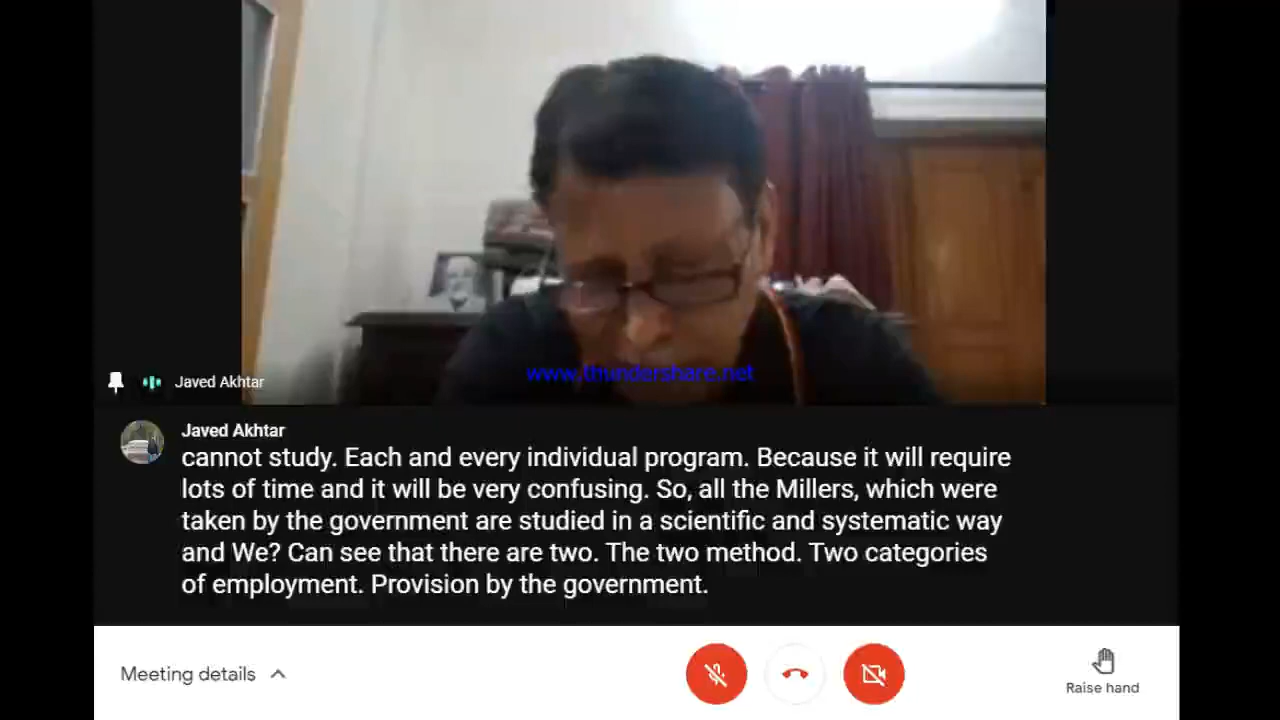 www.thundershare.net
Javed Akhtar
Javed Akhtar
cannot study. Each and every individual program. Because it will require
lots of time and it will be very confusing. So, all the Millers, which were
taken by the government are studied in a scientific and systematic way
and We? Can see that there are two. The two method. Two categories
of employment. Provision by the government.
Meeting details
Raise hand